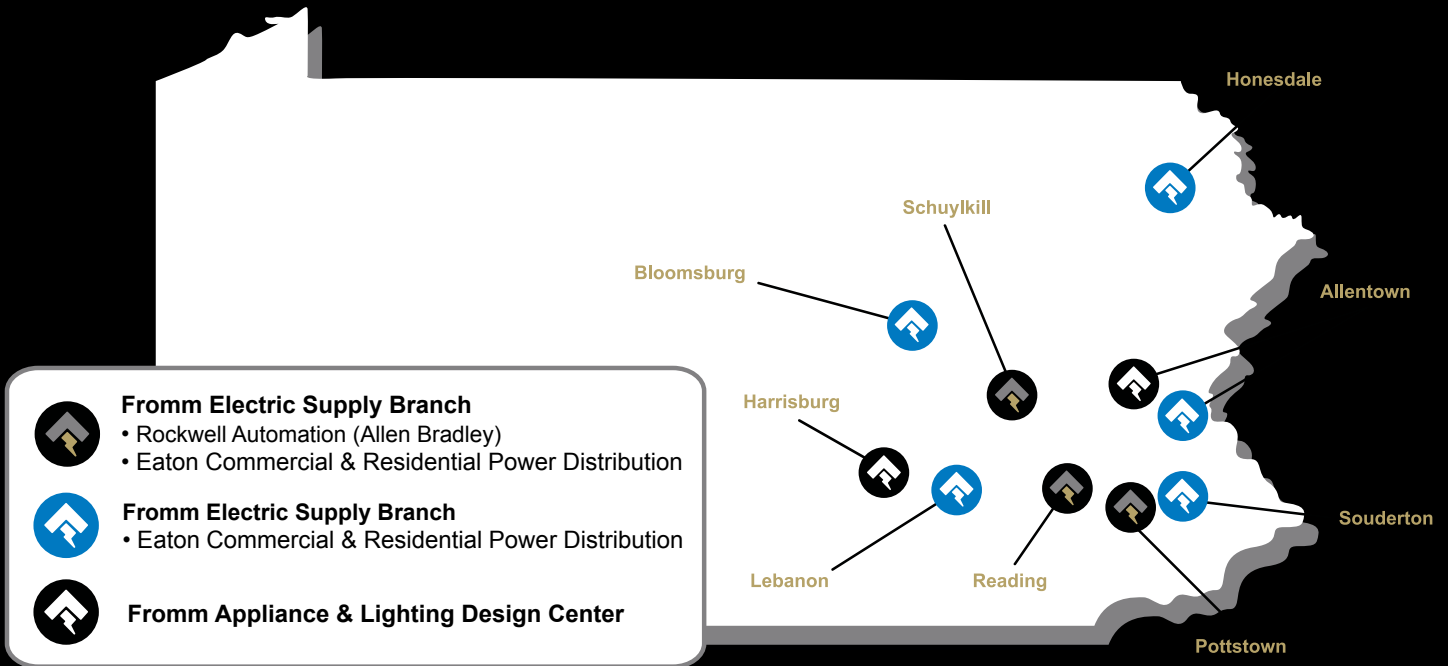 Honesdale
Schuylkill
Bloomsburg
Allentown
Harrisburg
Souderton
Lebanon
Reading
Pottstown
Fromm Electric Supply Branch
• Rockwell Automation (Allen Bradley)
• Eaton Commercial & Residential Power Distribution
Fromm Electric Supply Branch
• Eaton Commercial & Residential Power Distribution
Fromm Appliance & Lighting Design Center